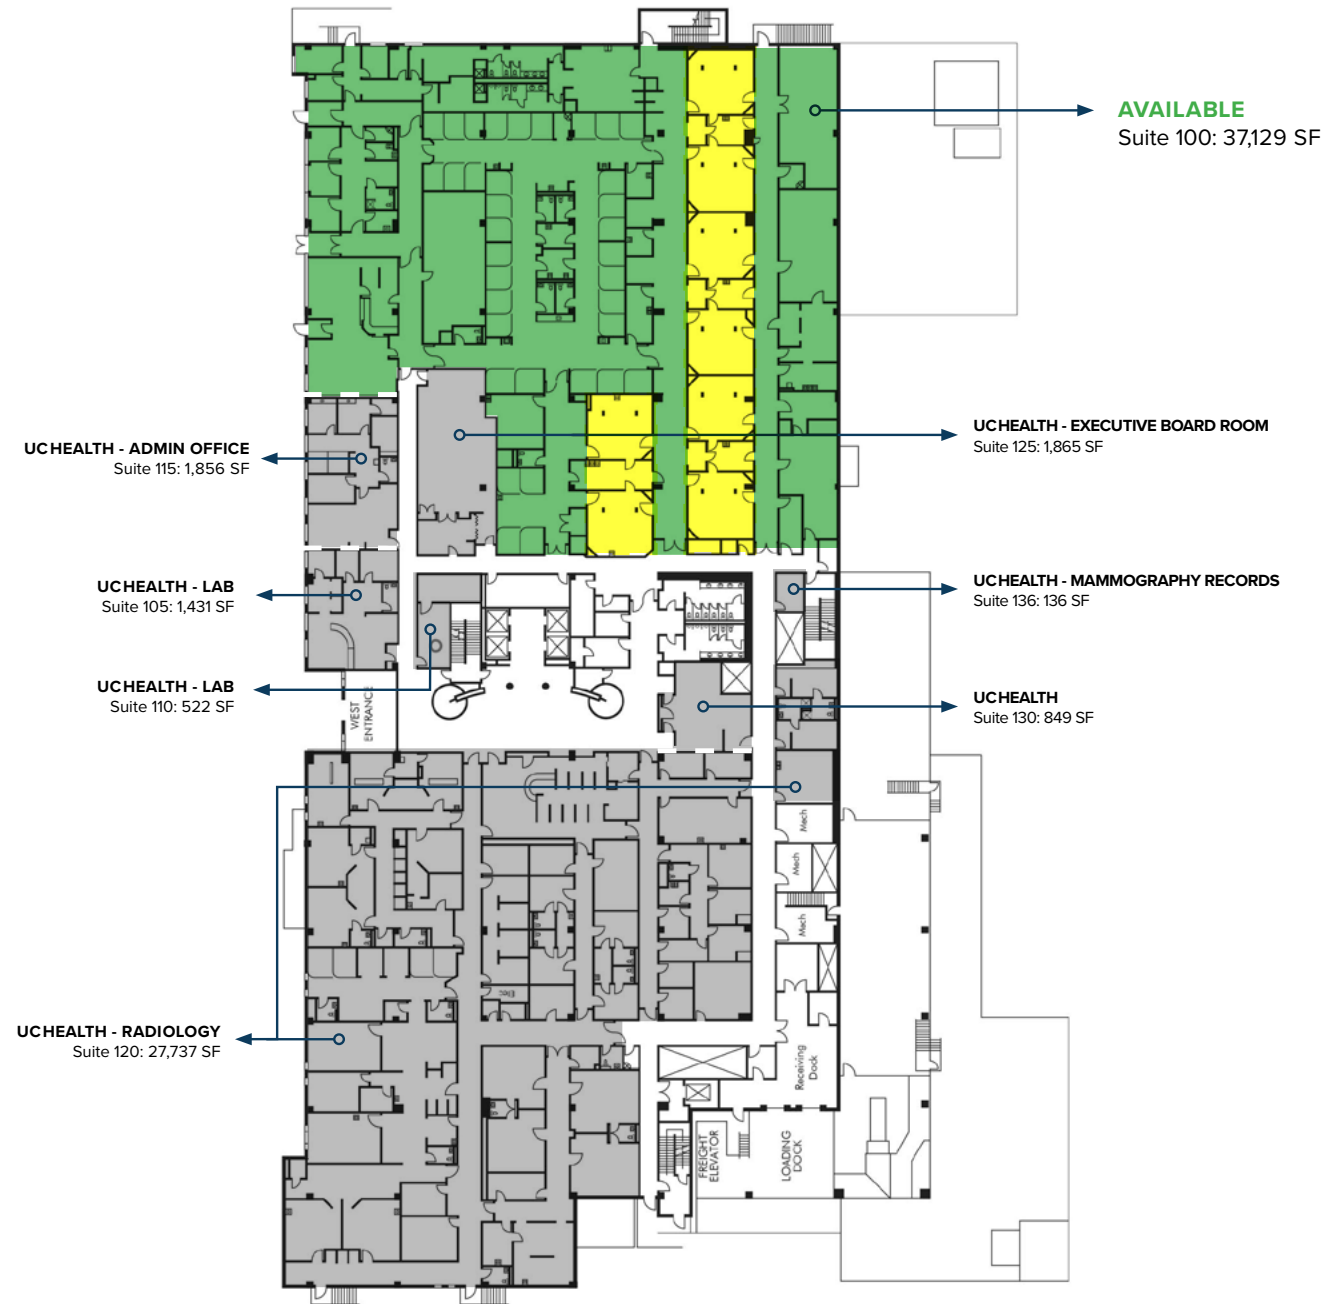 AVAILABLE
Suite 100: 37,129 SF
UCHEALTH - EXECUTIVE BOARD ROOM
Suite 125: 1,865 SF
UCHEALTH - ADMIN OFFICE
Suite 115: 1,856 SF
UCHEALTH - MAMMOGRAPHY RECORDS
Suite 136: 136 SF
UCHEALTH - LAB
Suite 105: 1,431 SF
UCHEALTH - LAB
Suite 110: 522 SF
UCHEALTH
Suite 130: 849 SF
WEST
ENTRANCE
Mech
Mech
Mech
Elec
UCHEALTH - RADIOLOGY
Suite 120: 27,737 SF
Receiving
Dock
FREIGHT
ELEVATOR
LOADING
DOCK